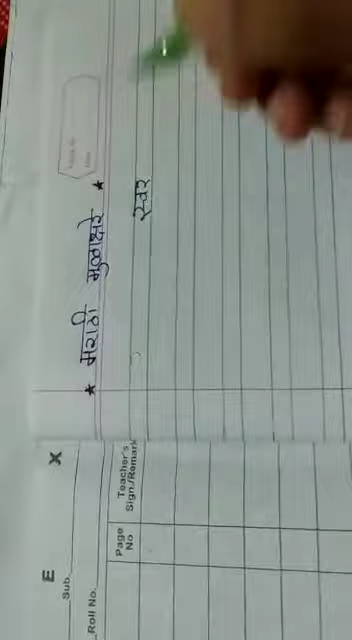 ★ मराठी मुळाक्षरे ★
स्वर
E X
Sub.
Roll No.
Page No
Teacher's Sign./Remark